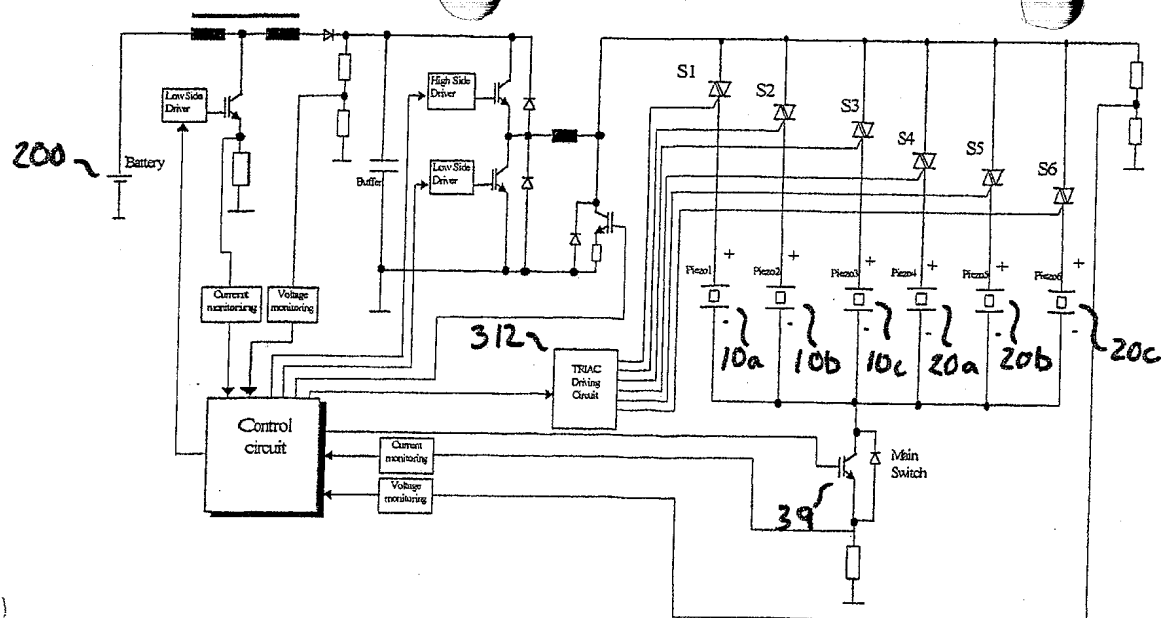 S1
High Side
Driver
Low Side
Driver
S2
S3
S4
S5
S6
200
Battery
Buffer
Low Side
Driver
Piezo1
Piezo2
Piezo3
Piezo4
Piezo5
Piezo6
+
+
+
+
+
+
-
-
-
-
-
-
Current
monitoring
Voltage
monitoring
312
10a
10b
10c
20a
20b
20c
TRIAC
Driving
Circuit
Control
circuit
Current
monitoring
Voltage
monitoring
Main
Switch
39